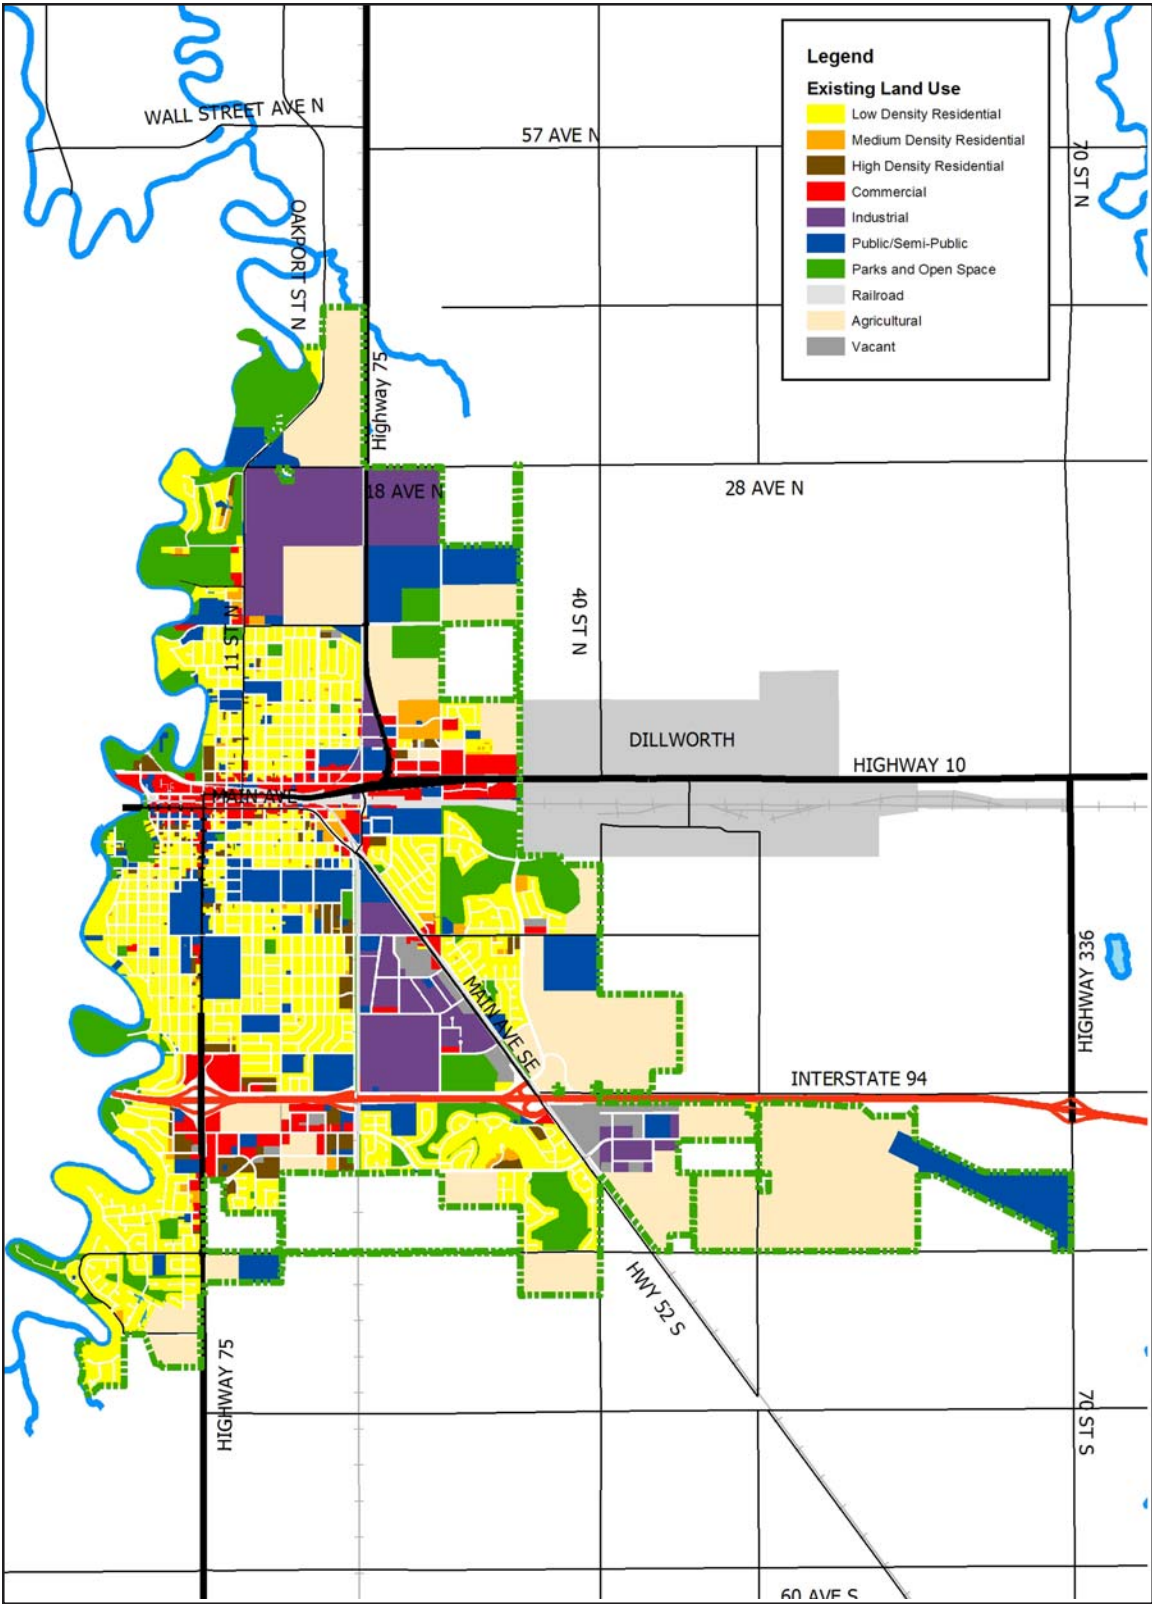 Legend
Existing Land Use
Low Density Residential
Medium Density Residential
High Density Residential
Commercial
Industrial
Public/Semi-Public
Parks and Open Space
Railroad
Agricultural
Vacant
WALL STREET AVE N
57 AVE N
70 ST N
OAKPORT ST N
Highway 75
18 AVE N
28 AVE N
40 ST N
11 ST N
DILLWORTH
HIGHWAY 10
MAIN AVE
HIGHWAY 336
MAIN AVE SE
INTERSTATE 94
HWY 52 S
HIGHWAY 75
70 ST S
60 AVE S